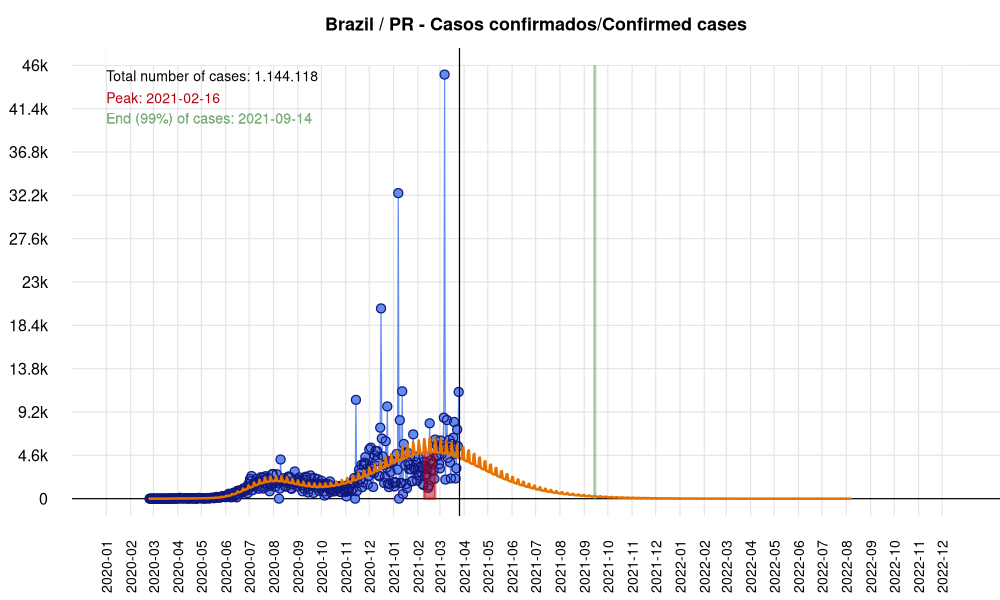 Brazil / PR - Casos confirmados/Confirmed cases
Total number of cases: 1.144.118
Peak: 2021-02-16
End (99%) of cases: 2021-09-14
46k
41.4k
36.8k
32.2k
27.6k
23k
18.4k
13.8k
9.2k
4.6k
0
2020-01
2020-02
2020-03
2020-04
2020-05
2020-06
2020-07
2020-08
2020-09
2020-10
2020-11
2020-12
2021-01
2021-02
2021-03
2021-04
2021-05
2021-06
2021-07
2021-08
2021-09
2021-10
2021-11
2021-12
2022-01
2022-02
2022-03
2022-04
2022-05
2022-06
2022-07
2022-08
2022-09
2022-10
2022-11
2022-12